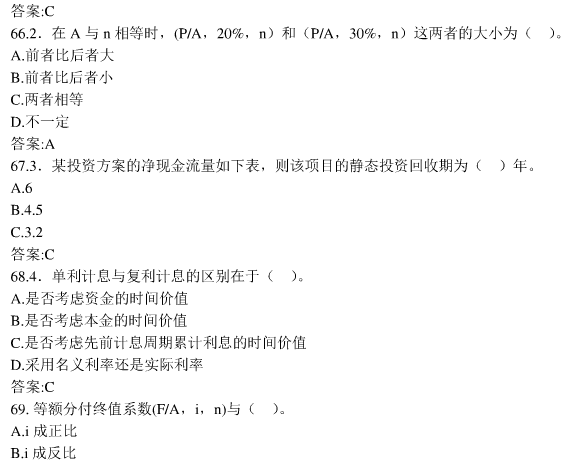 答案:C
66.2．在 A 与 n 相等时，(P/A，20%，n）和（P/A，30%，n）这两者的大小为（　）。
A.前者比后者大
B.前者比后者小
C.两者相等
D.不一定
答案:A
67.3．某投资方案的净现金流量如下表，则该项目的静态投资回收期为（　）年。
A.6
B.4.5
C.3.2
答案:C
68.4．单利计息与复利计息的区别在于（　）。
A.是否考虑资金的时间价值
B.是否考虑本金的时间价值
C.是否考虑先前计息周期累计利息的时间价值
D.采用名义利率还是实际利率
答案:C
69. 等额分付终值系数(F/A，i，n)与（　）。
A.i 成正比
B.i 成反比